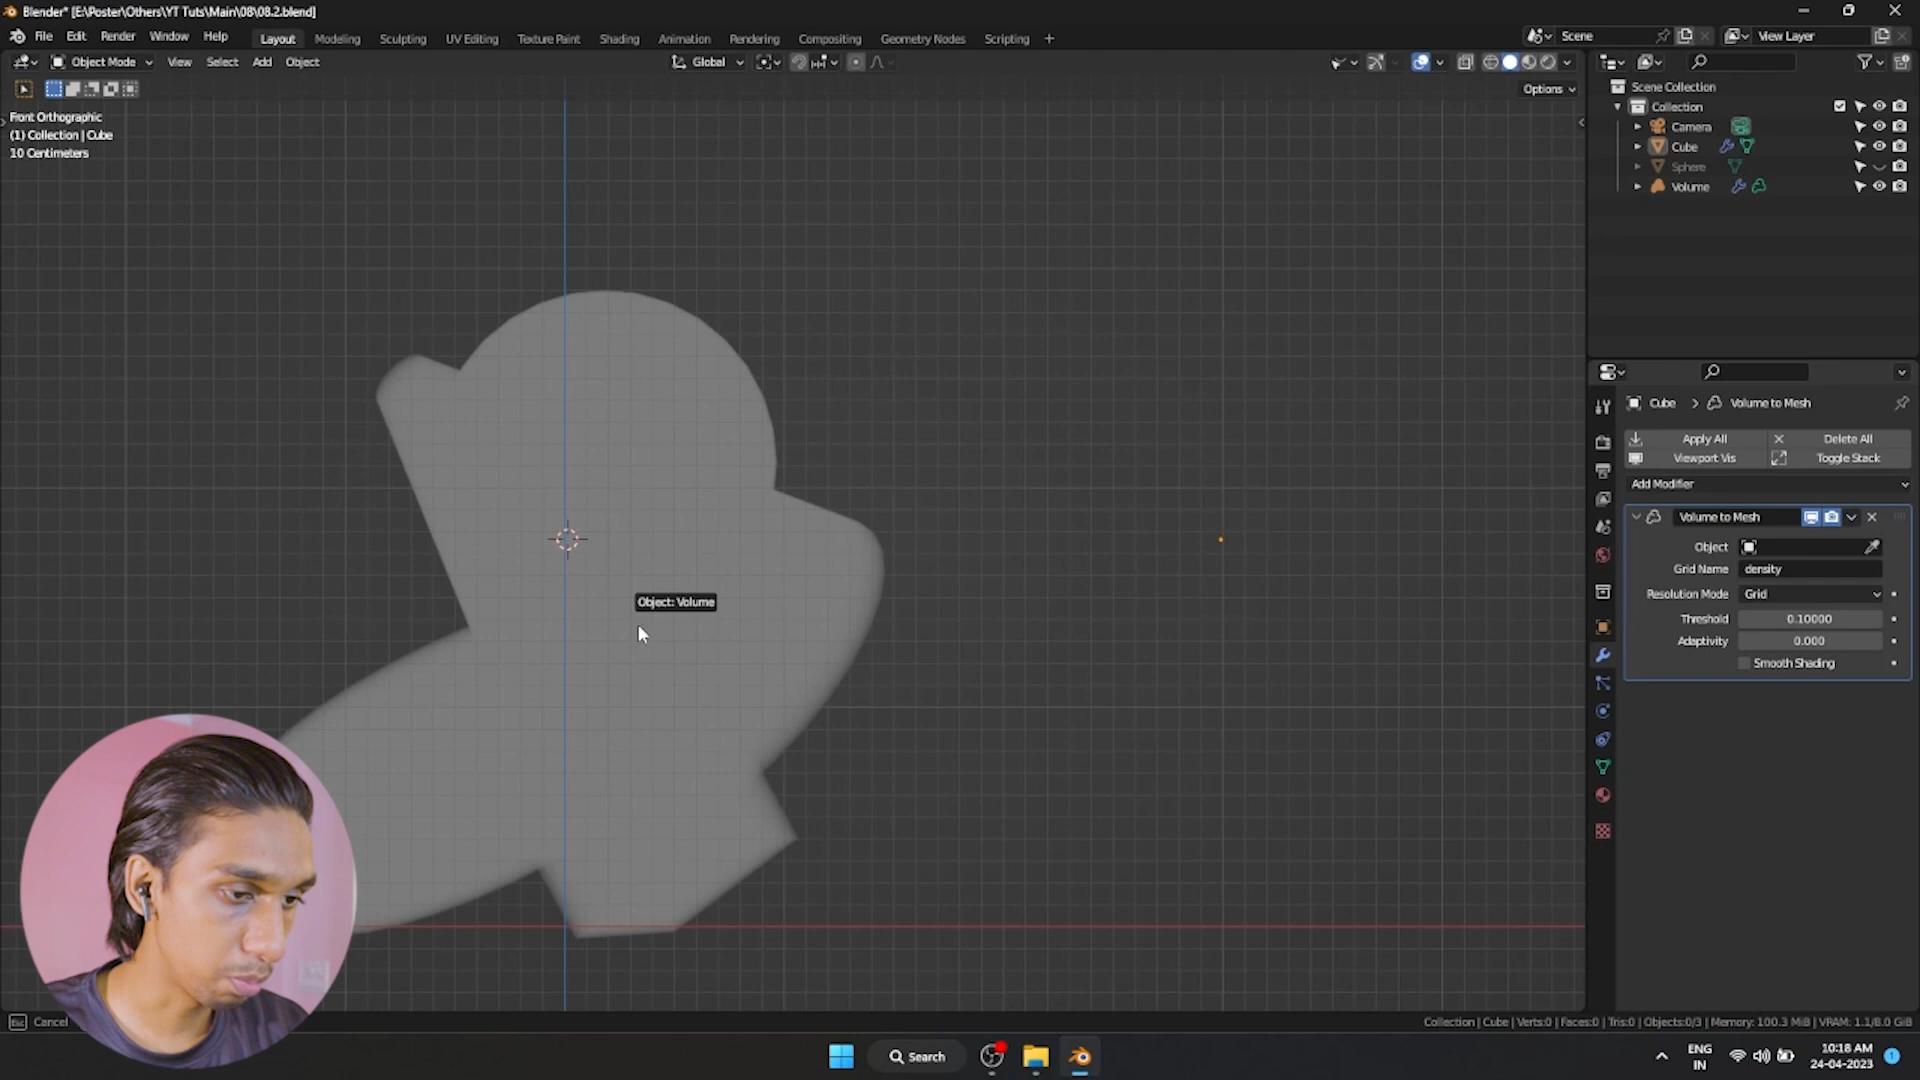 Blender* [E:\Poster\Others\YT Tuts\Main\08\08.2.blend]
File Edit Render Window Help Layout Modeling Sculpting UV Editing Texture Paint Shading Animation Rendering Compositing Geometry Nodes Scripting + Scene View Layer
Object Mode View Select Add Object Global
Options
Front Orthographic
(1) Collection | Cube
10 Centimeters
Scene Collection
Collection
Camera
Cube
Sphere
Volume
Cube > Volume to Mesh
Apply All Delete All
Viewport Vis Toggle Stack
Add Modifier
Volume to Mesh
Object
Grid Name density
Resolution Mode Grid
Threshold 0.10000
Adaptivity 0.000
Smooth Shading
Object: Volume
Esc Cancel
Collection | Cube | Verts:0 | Faces:0 | Tris:0 | Objects:0/3 | Memory: 100.3 MiB | VRAM: 1.1/8.0 GiB
Search
ENG
IN
10:18 AM
24-04-2023
1